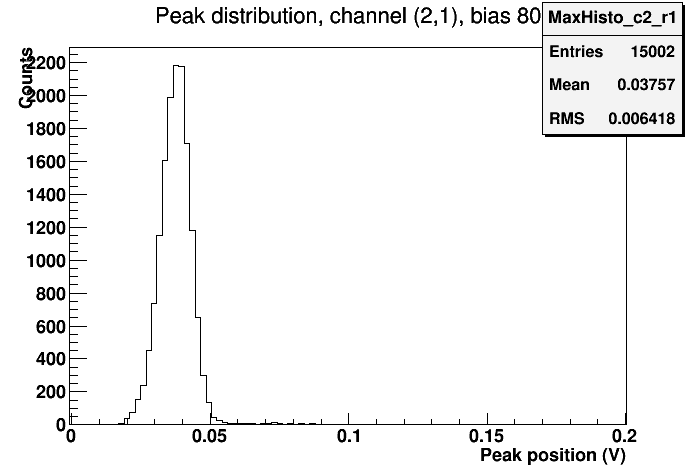 Peak distribution, channel (2,1), bias 80
MaxHisto_c2_r1
Entries 15002
Mean 0.03757
RMS 0.006418
Counts
2200
2000
1800
1600
1400
1200
1000
800
600
400
200
0
0 0.05 0.1 0.15 0.2
Peak position (V)